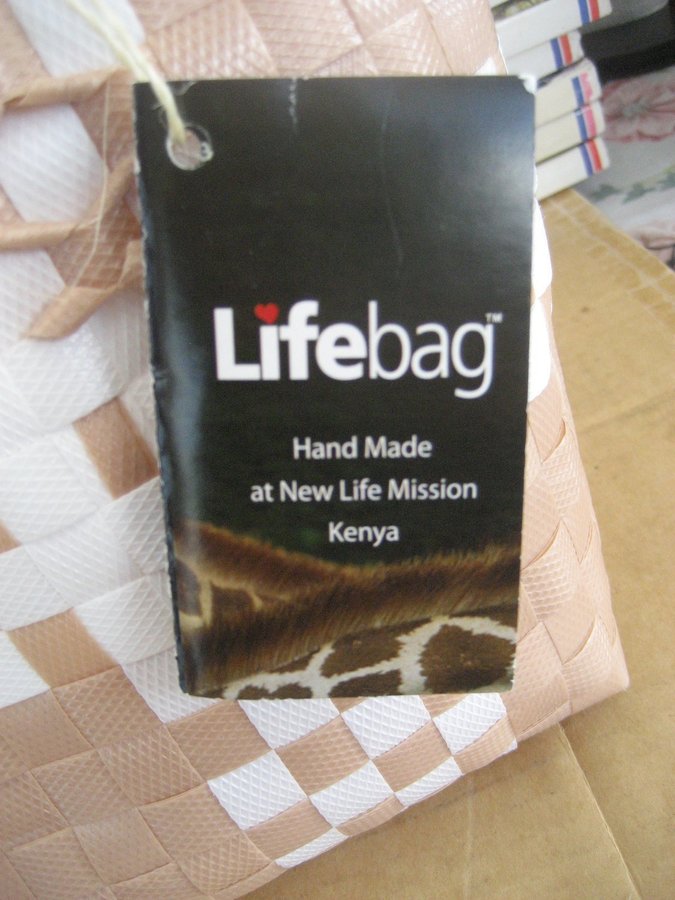 Lifebag™
Hand Made
at New Life Mission
Kenya